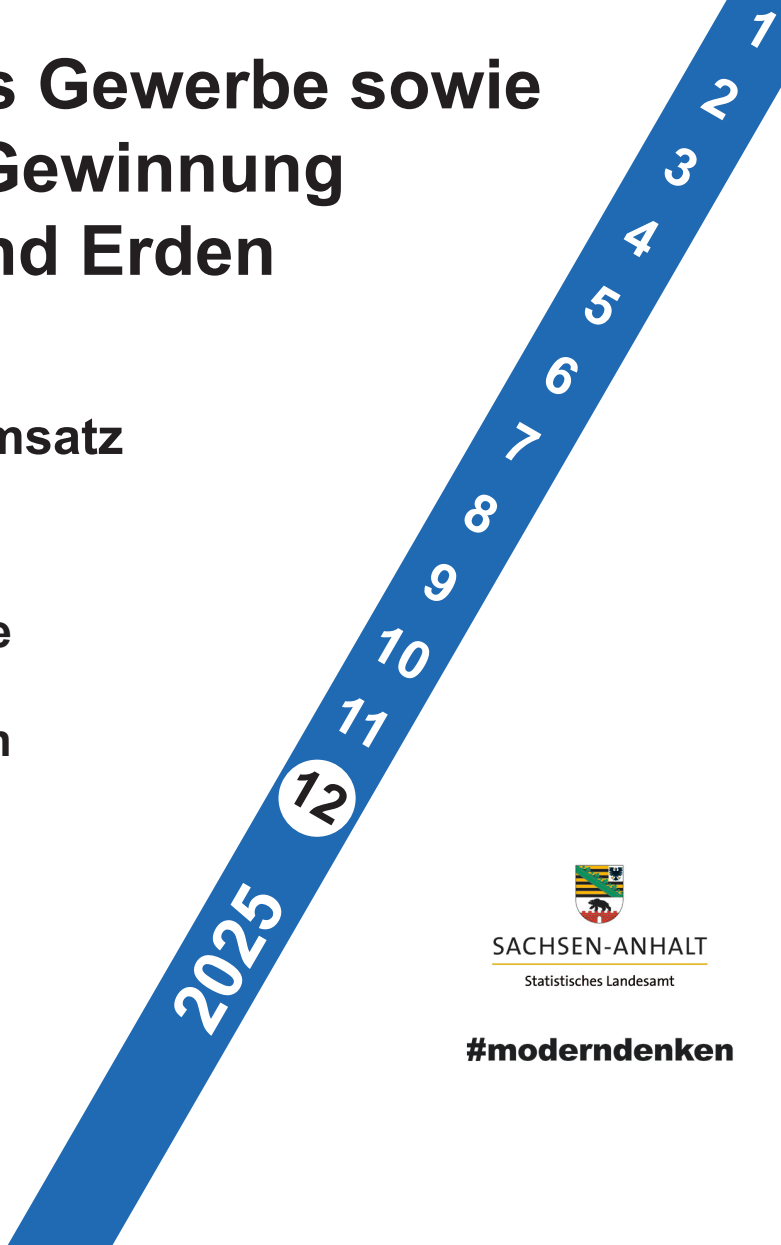 s Gewerbe sowie
Gewinnung
nd Erden
msatz
e
n
1
2
3
4
5
6
7
8
9
10
11
12
2025
SACHSEN-ANHALT
Statistisches Landesamt
#moderndenken